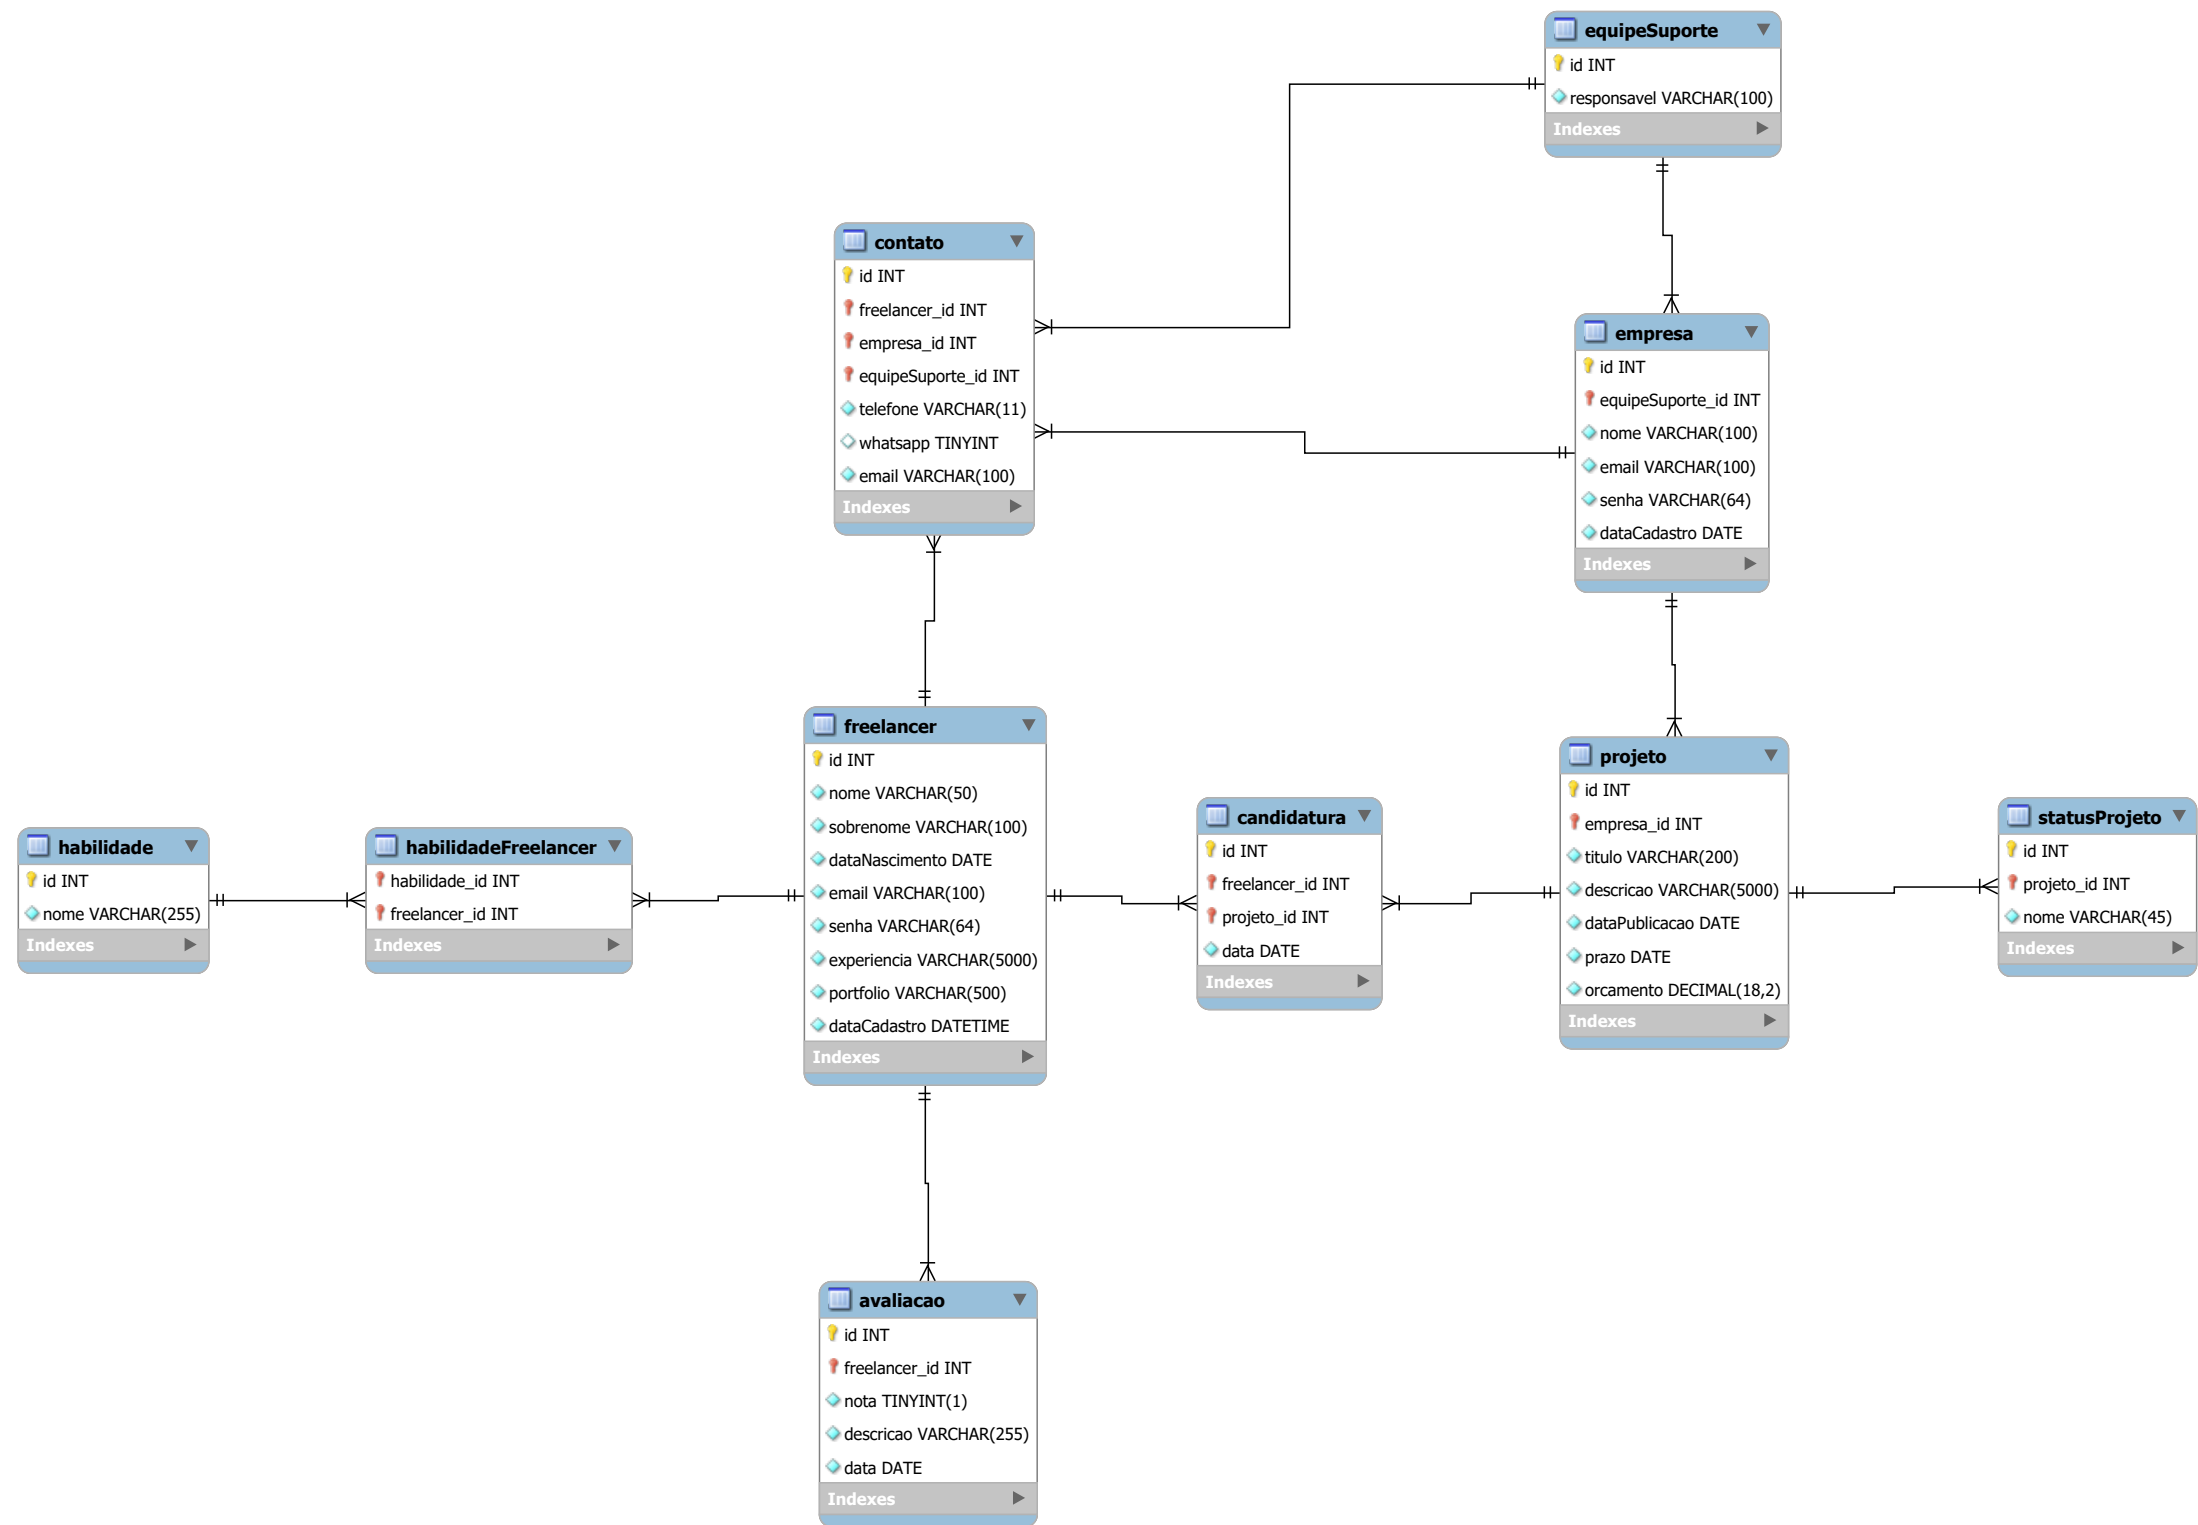 equipeSuporte
id INT
responsavel VARCHAR(100)
Indexes
contato
id INT
freelancer_id INT
empresa_id INT
equipeSuporte_id INT
telefone VARCHAR(11)
whatsapp TINYINT
email VARCHAR(100)
Indexes
empresa
id INT
equipeSuporte_id INT
nome VARCHAR(100)
email VARCHAR(100)
senha VARCHAR(64)
dataCadastro DATE
Indexes
habilidade
id INT
nome VARCHAR(255)
Indexes
habilidadeFreelancer
habilidade_id INT
freelancer_id INT
Indexes
freelancer
id INT
nome VARCHAR(50)
sobrenome VARCHAR(100)
dataNascimento DATE
email VARCHAR(100)
senha VARCHAR(64)
experiencia VARCHAR(5000)
portfolio VARCHAR(500)
dataCadastro DATETIME
Indexes
candidatura
id INT
freelancer_id INT
projeto_id INT
data DATE
Indexes
projeto
id INT
empresa_id INT
titulo VARCHAR(200)
descricao VARCHAR(5000)
dataPublicacao DATE
prazo DATE
orcamento DECIMAL(18,2)
Indexes
statusProjeto
id INT
projeto_id INT
nome VARCHAR(45)
Indexes
avaliacao
id INT
freelancer_id INT
nota TINYINT(1)
descricao VARCHAR(255)
data DATE
Indexes